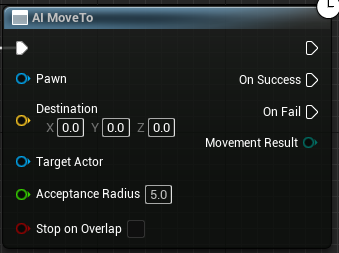 AI MoveTo
Pawn
On Success
Destination
X 0.0 Y 0.0 Z 0.0
On Fail
Movement Result
Target Actor
Acceptance Radius 5.0
Stop on Overlap